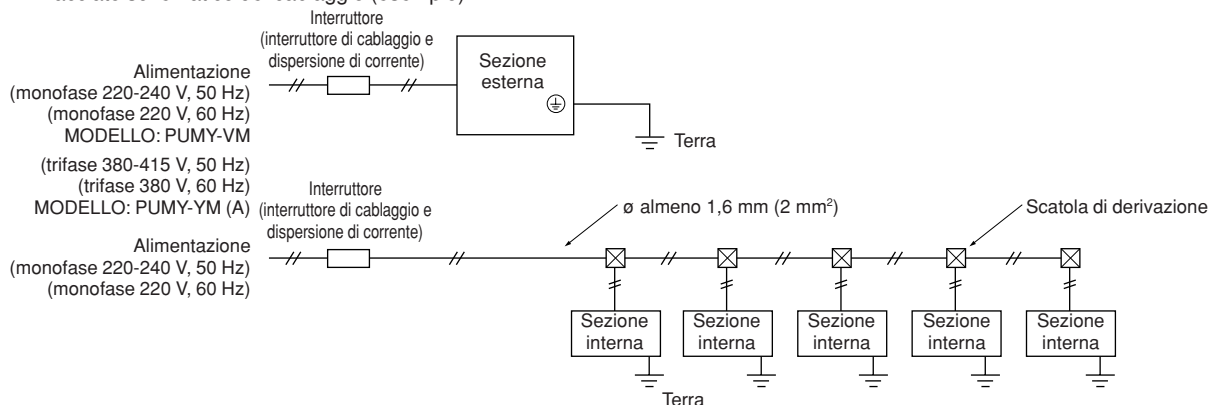 Interruttore
(interruttore di cablaggio e
dispersione di corrente)
Sezione
esterna
Alimentazione
(monofase 220-240 V, 50 Hz)
(monofase 220 V, 60 Hz)
MODELLO: PUMY-VM
Terra
(trifase 380-415 V, 50 Hz)
(trifase 380 V, 60 Hz)
MODELLO: PUMY-YM (A)
Interruttore
(interruttore di cablaggio e
dispersione di corrente)
ø almeno 1,6 mm (2 mm²)
Scatola di derivazione
Alimentazione
(monofase 220-240 V, 50 Hz)
(monofase 220 V, 60 Hz)
Sezione
interna
Sezione
interna
Sezione
interna
Sezione
interna
Sezione
interna
Terra